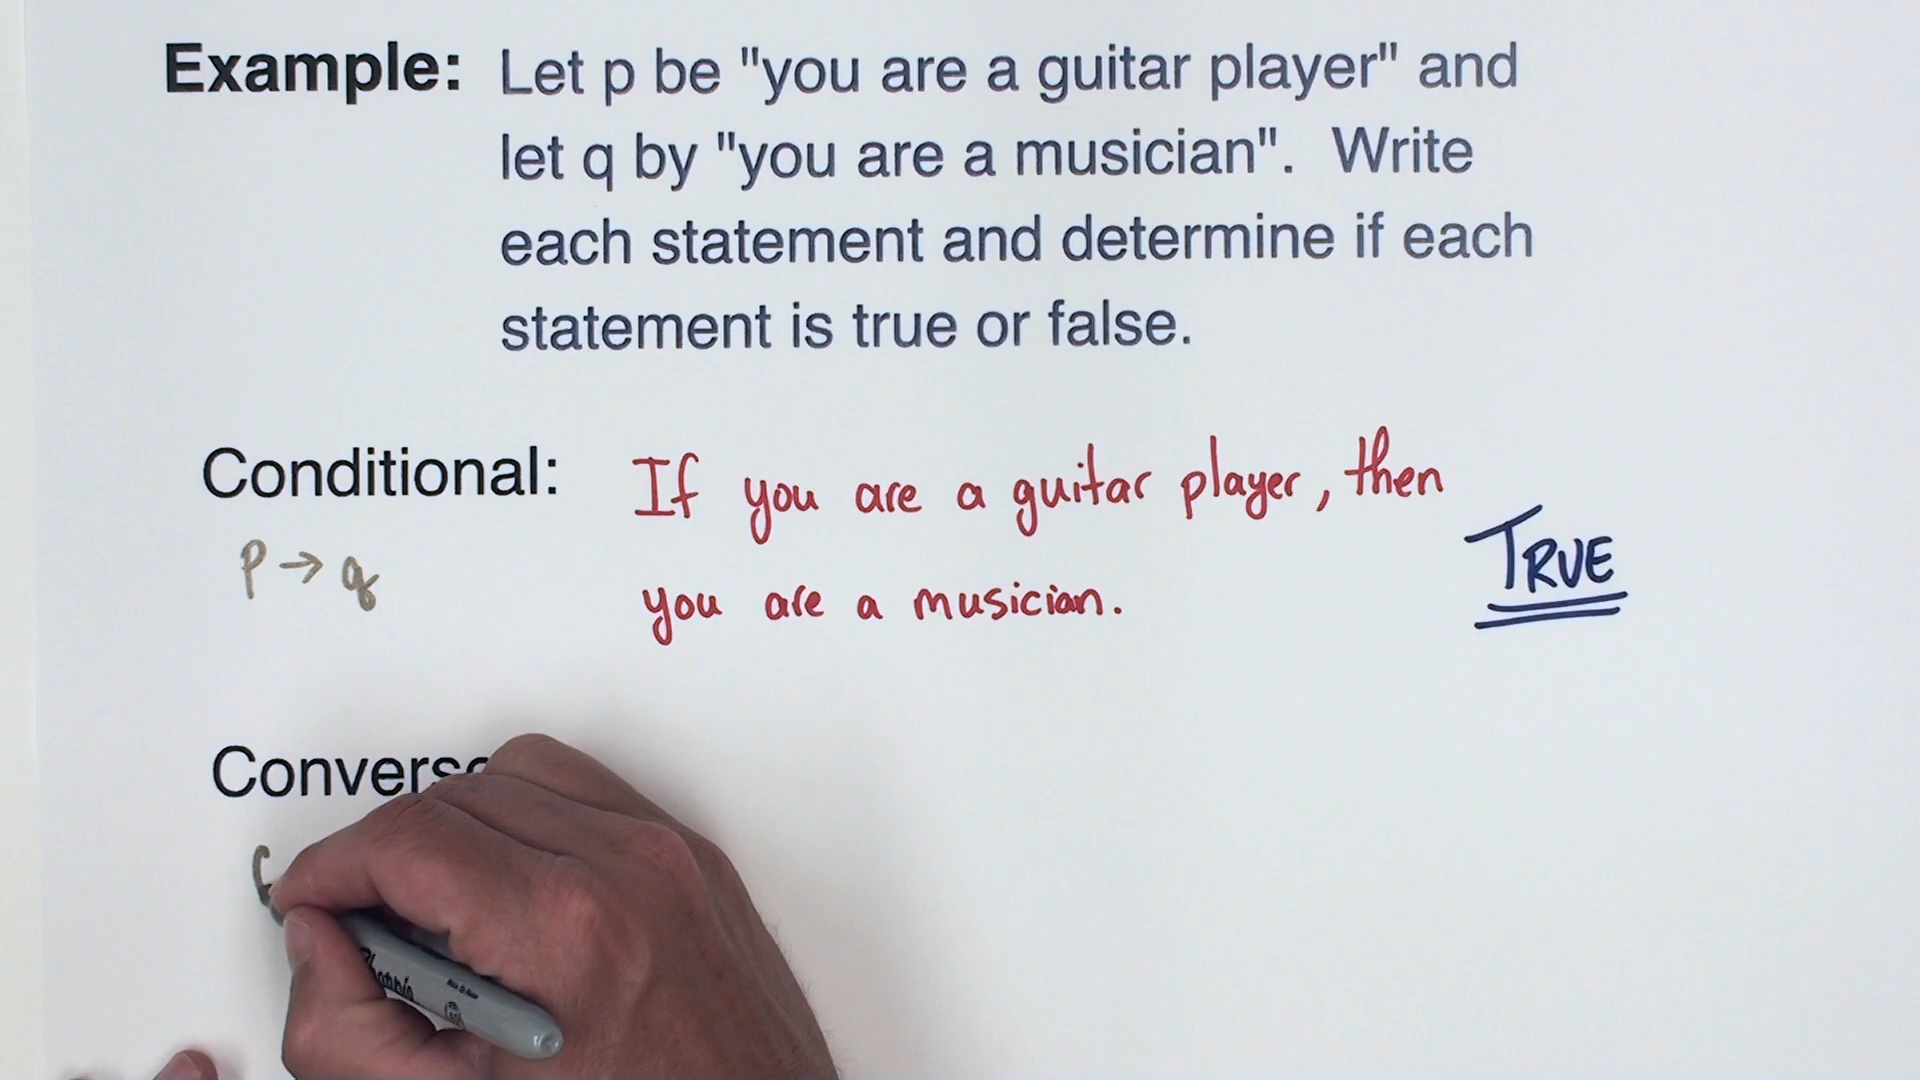 Example: Let p be "you are a guitar player" and
let q by "you are a musician". Write
each statement and determine if each
statement is true or false.
Conditional: If you are a guitar player, then
p → q
TRUE
you are a musician.
Sharpie